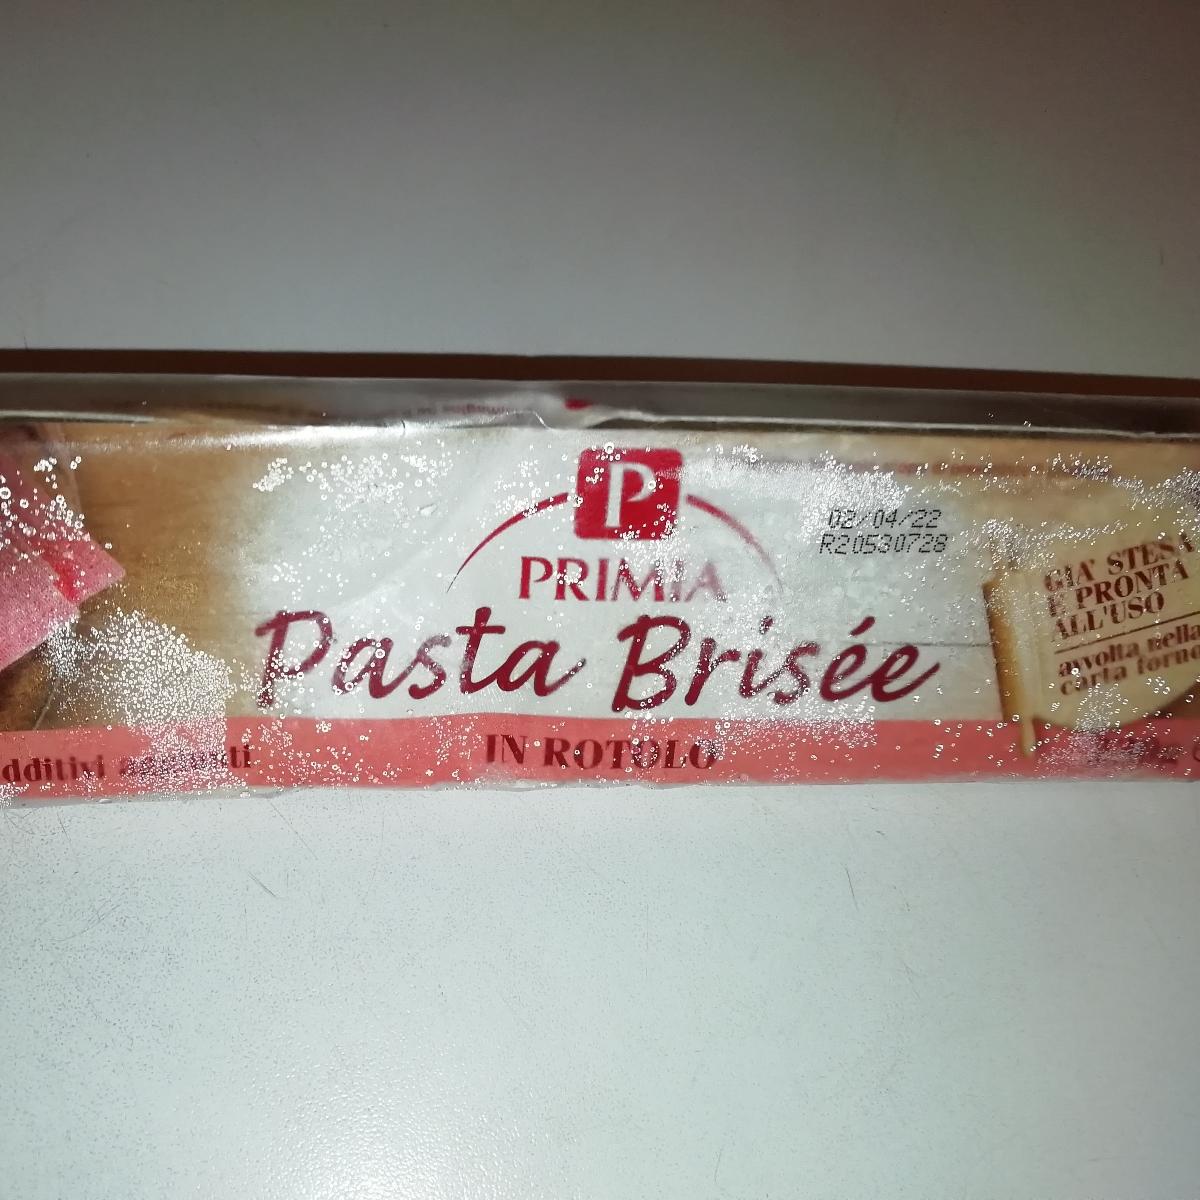 P
PRIMIA
02/04/22
R20530728
Pasta Brisée
GIA' STESA
E PRONTA
ALL'USO
avvolta nella
carta forno
dditivi aggiunti
IN ROTOLO